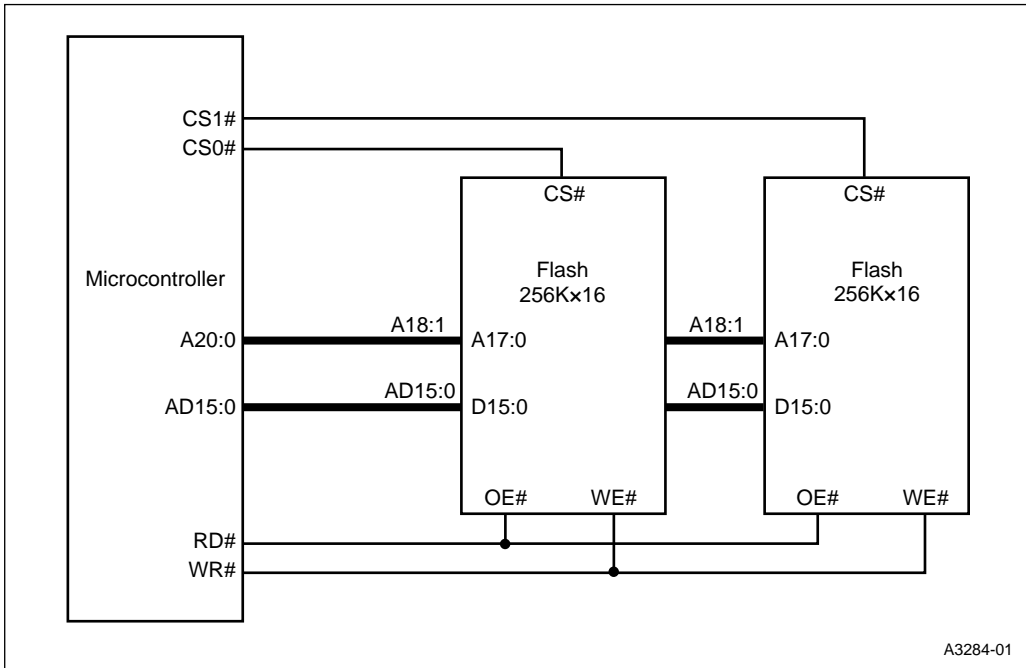 CS1#
CS0#
CS#
CS#
Microcontroller
Flash
256K×16
Flash
256K×16
A20:0
A18:1
A17:0
A18:1
A17:0
AD15:0
AD15:0
D15:0
AD15:0
D15:0
OE#
WE#
OE#
WE#
RD#
WR#
A3284-01